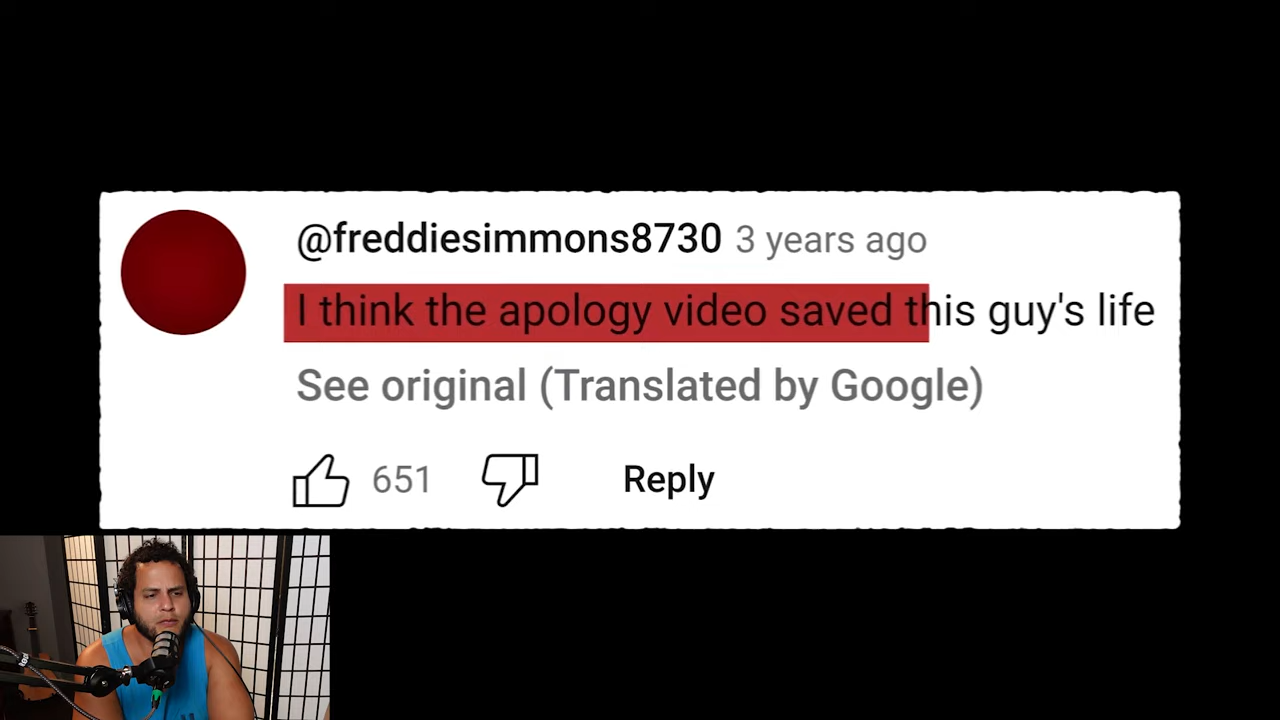 @freddiesimmons8730 3 years ago
I think the apology video saved this guy's life
See original (Translated by Google)
651 Reply